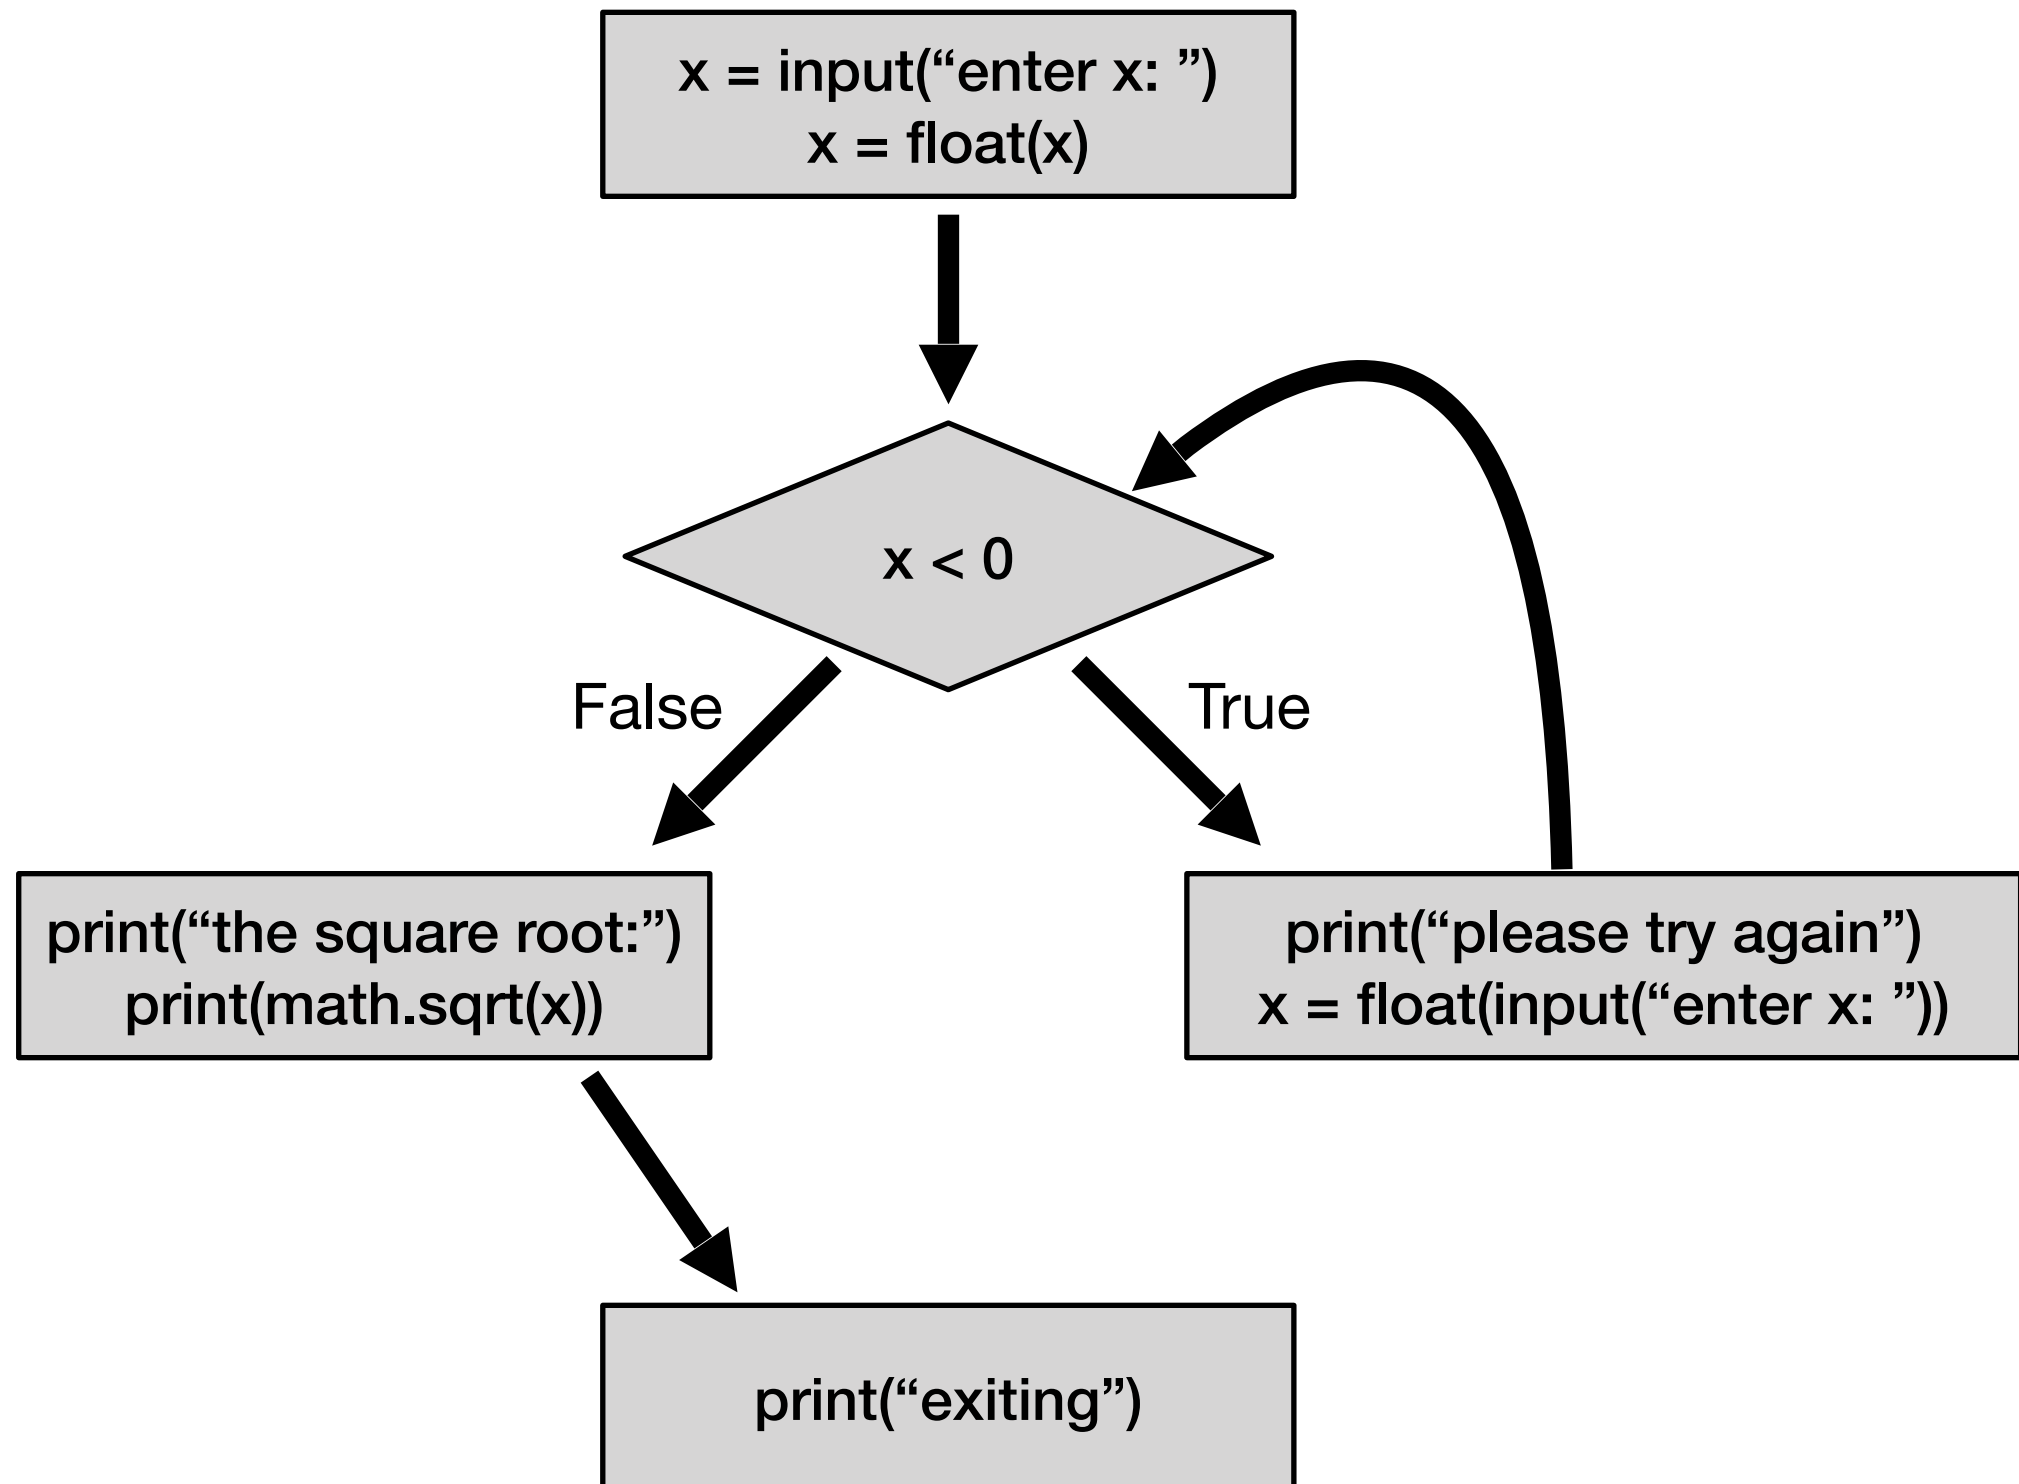 x = input(“enter x: ”)
x = float(x)
x < 0
False
True
print(“the square root:”)
print(math.sqrt(x))
print(“please try again”)
x = float(input(“enter x: ”))
print(“exiting”)